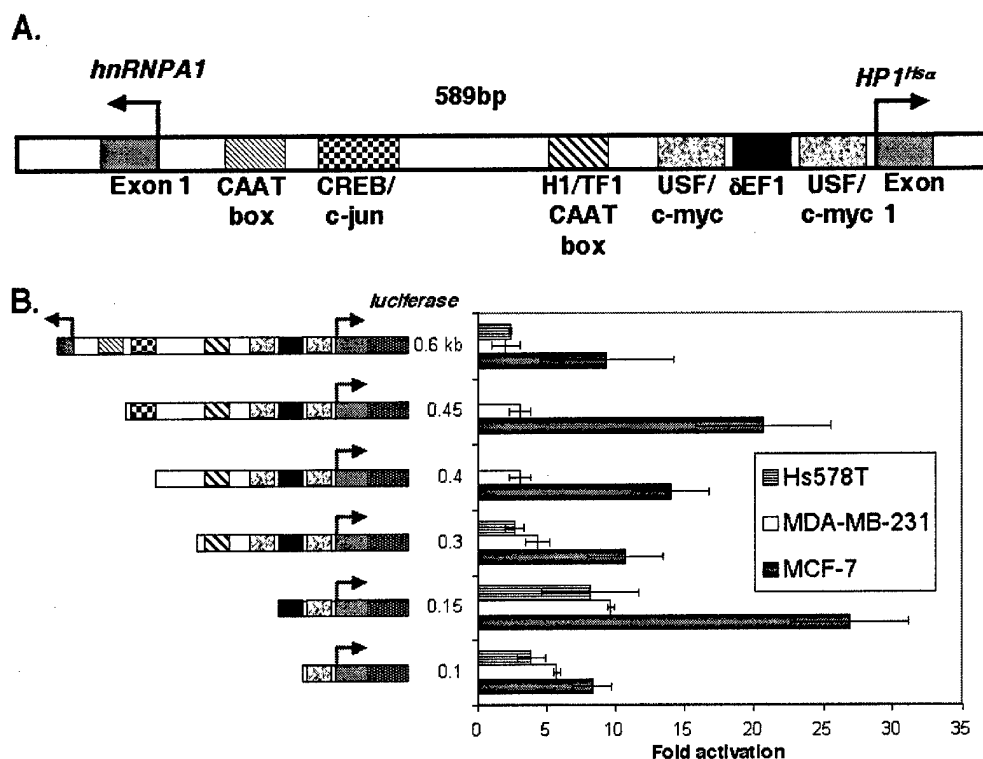 A.
hnRNPA1
589bp
HP1Hsα
Exon 1
CAAT
box
CREB/
c-jun
H1/TF1
CAAT
box
USF/
c-myc
δEF1
USF/
c-myc
Exon
1
B.
luciferase
0.6 kb
0.45
0.4
0.3
0.15
0.1
Hs578T
MDA-MB-231
MCF-7
0 5 10 15 20 25 30 35
Fold activation